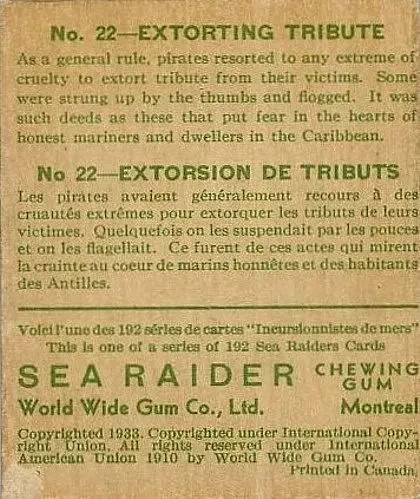 No. 22—EXTORTING TRIBUTE
As a general rule, pirates resorted to any extreme of
cruelty to extort tribute from their victims. Some
were strung up by the thumbs and flogged. It was
such deeds as these that put fear in the hearts of
honest mariners and dwellers in the Caribbean.
No 22—EXTORSION DE TRIBUTS
Les pirates avaient généralement recours à des
cruautés extrêmes pour extorquer les tributs de leurs
victimes. Quelquefois on les suspendait par les pouces
et on les flagellait. Ce furent de ces actes qui mirent
la crainte au coeur de marins honnêtes et des habitants
des Antilles.
Voici l'une des 192 séries de cartes "Incursionnistes de mers"
This is one of a series of 192 Sea Raiders Cards
SEA RAIDER CHEWING GUM
World Wide Gum Co., Ltd. Montreal
Copyrighted 1933. Copyrighted under International Copy-
right Union. All rights reserved under International
American Union 1910 by World Wide Gum Co.
Printed in Canada.